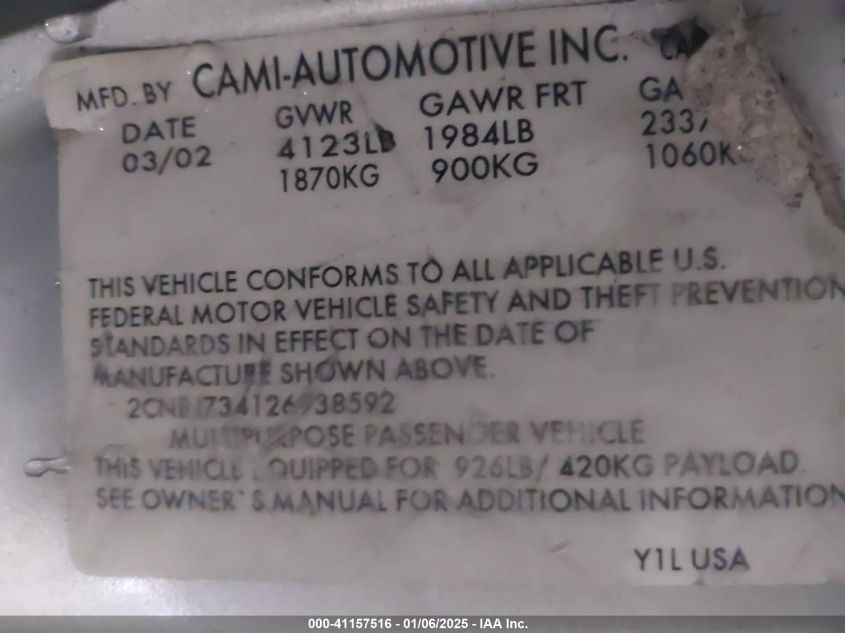 MFD. BY CAMI-AUTOMOTIVE INC.
DATE GVWR GAWR FRT
03/02 4123LB 1984LB
1870KG 900KG
THIS VEHICLE CONFORMS TO ALL APPLICABLE U.S.
FEDERAL MOTOR VEHICLE SAFETY AND THEFT PREVENTION
STANDARDS IN EFFECT ON THE DATE OF
MANUFACTURE SHOWN ABOVE.
MULTIPURPOSE PASSENGER VEHICLE
THIS VEHICLE EQUIPPED FOR 926LB/ 420KG PAYLOAD.
SEE OWNER'S MANUAL FOR ADDITIONAL INFORMATION
Y1L USA
000-41157516 - 01/06/2025 - IAA Inc.